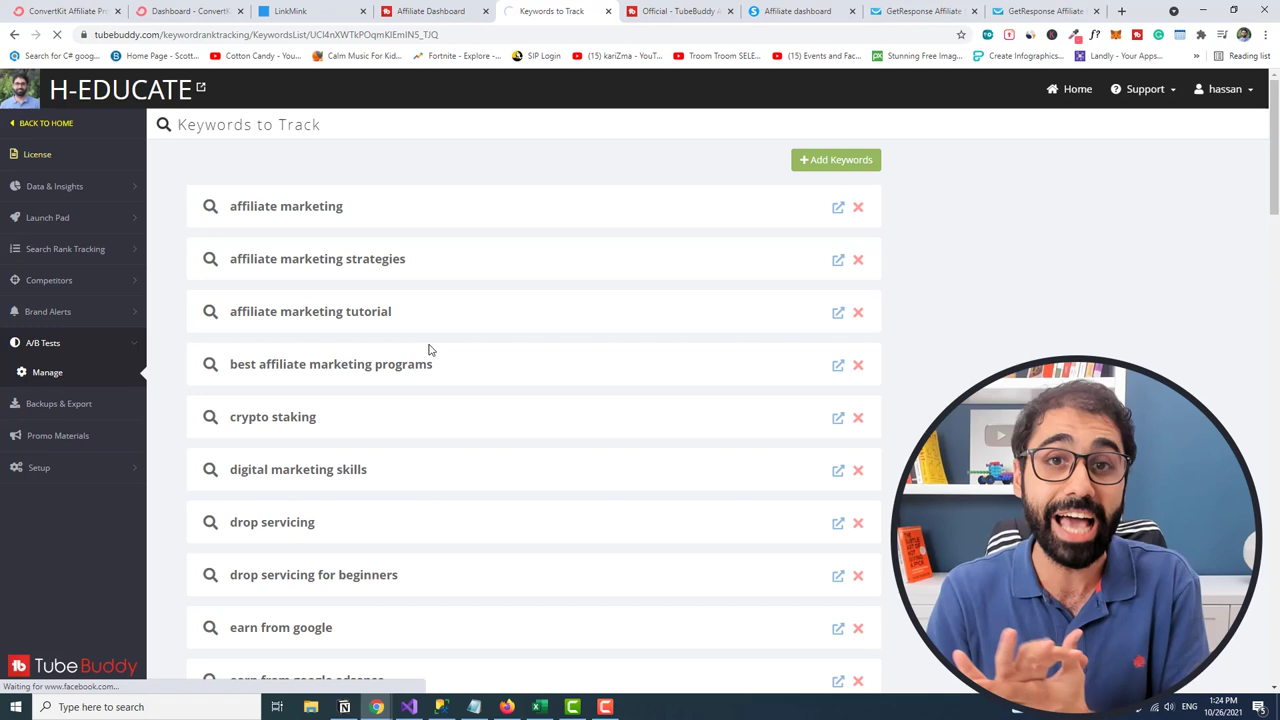 ConvertKit Affiliate Pr
Dashboard - ConvertK
LinkMink
Affiliate Dashboard
Keywords to Track
Official - TubeBuddy A
Affiliate dashboard
GetResponse Affiliate
GetResponse Affiliate
tubebuddy.com/keywordranktracking/KeywordsList/UCI4nXWTkPOqmKIEmINS_TJQ
Search for C# goog...
Home Page - Scott...
Cotton Candy - You...
Calm Music For Kid...
Fortnite - Explore -...
SIP Login
(15) kariZma - YouT...
Troom Troom SELE...
(15) Events and Fac...
Stunning Free Imag...
Create Infographics...
Landly - Your Apps...
Reading list
H-EDUCATE
Home
Support
hassan
BACK TO HOME
Keywords to Track
License
Add Keywords
Data & Insights
affiliate marketing
Launch Pad
Search Rank Tracking
affiliate marketing strategies
Competitors
Brand Alerts
affiliate marketing tutorial
A/B Tests
Manage
best affiliate marketing programs
Backups & Export
crypto staking
Promo Materials
Setup
digital marketing skills
drop servicing
drop servicing for beginners
earn from google
TubeBuddy
Waiting for www.facebook.com...
Type here to search
ENG
1:24 PM
10/26/2021